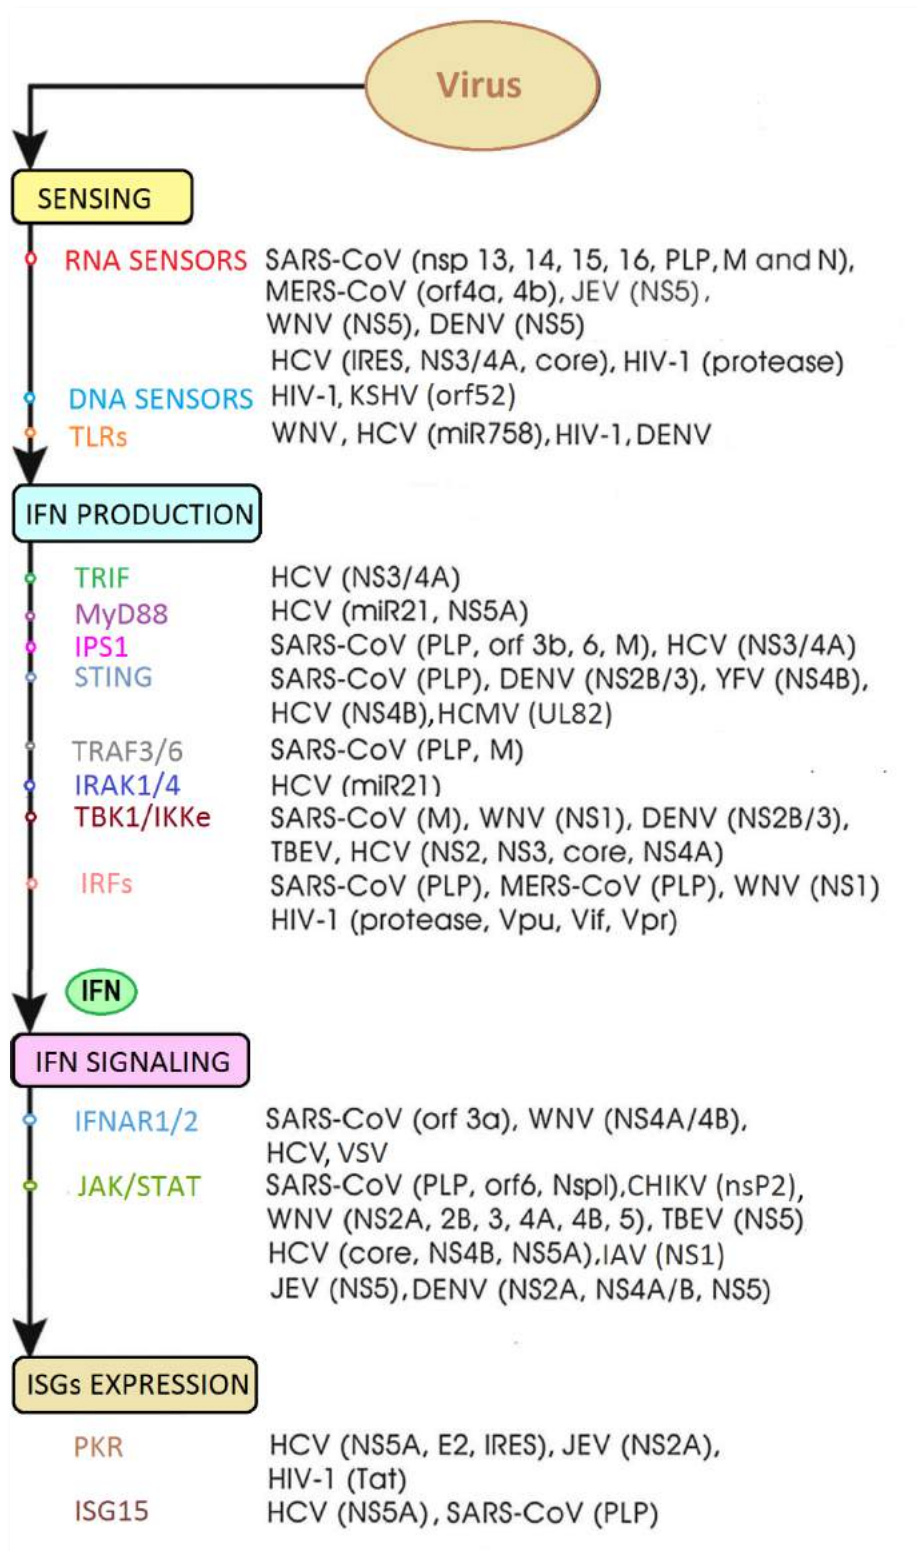 Virus
SENSING
RNA SENSORS SARS-CoV (nsp 13, 14, 15, 16, PLP, M and N),
MERS-CoV (orf4a, 4b), JEV (NS5),
WNV (NS5), DENV (NS5)
HCV (IRES, NS3/4A, core), HIV-1 (protease)
DNA SENSORS HIV-1, KSHV (orf52)
TLRs WNV, HCV (miR758), HIV-1, DENV
IFN PRODUCTION
TRIF HCV (NS3/4A)
MyD88 HCV (miR21, NS5A)
IPS1 SARS-CoV (PLP, orf 3b, 6, M), HCV (NS3/4A)
STING SARS-CoV (PLP), DENV (NS2B/3), YFV (NS4B),
HCV (NS4B), HCMV (UL82)
TRAF3/6 SARS-CoV (PLP, M)
IRAK1/4 HCV (miR21)
TBK1/IKKe SARS-CoV (M), WNV (NS1), DENV (NS2B/3),
TBEV, HCV (NS2, NS3, core, NS4A)
IRFs SARS-CoV (PLP), MERS-CoV (PLP), WNV (NS1)
HIV-1 (protease, Vpu, Vif, Vpr)
IFN
IFN SIGNALING
IFNAR1/2 SARS-CoV (orf 3a), WNV (NS4A/4B),
HCV, VSV
JAK/STAT SARS-CoV (PLP, orf6, Nspl), CHIKV (nsP2),
WNV (NS2A, 2B, 3, 4A, 4B, 5), TBEV (NS5)
HCV (core, NS4B, NS5A), IAV (NS1)
JEV (NS5), DENV (NS2A, NS4A/B, NS5)
ISGs EXPRESSION
PKR HCV (NS5A, E2, IRES), JEV (NS2A),
HIV-1 (Tat)
ISG15 HCV (NS5A), SARS-CoV (PLP)